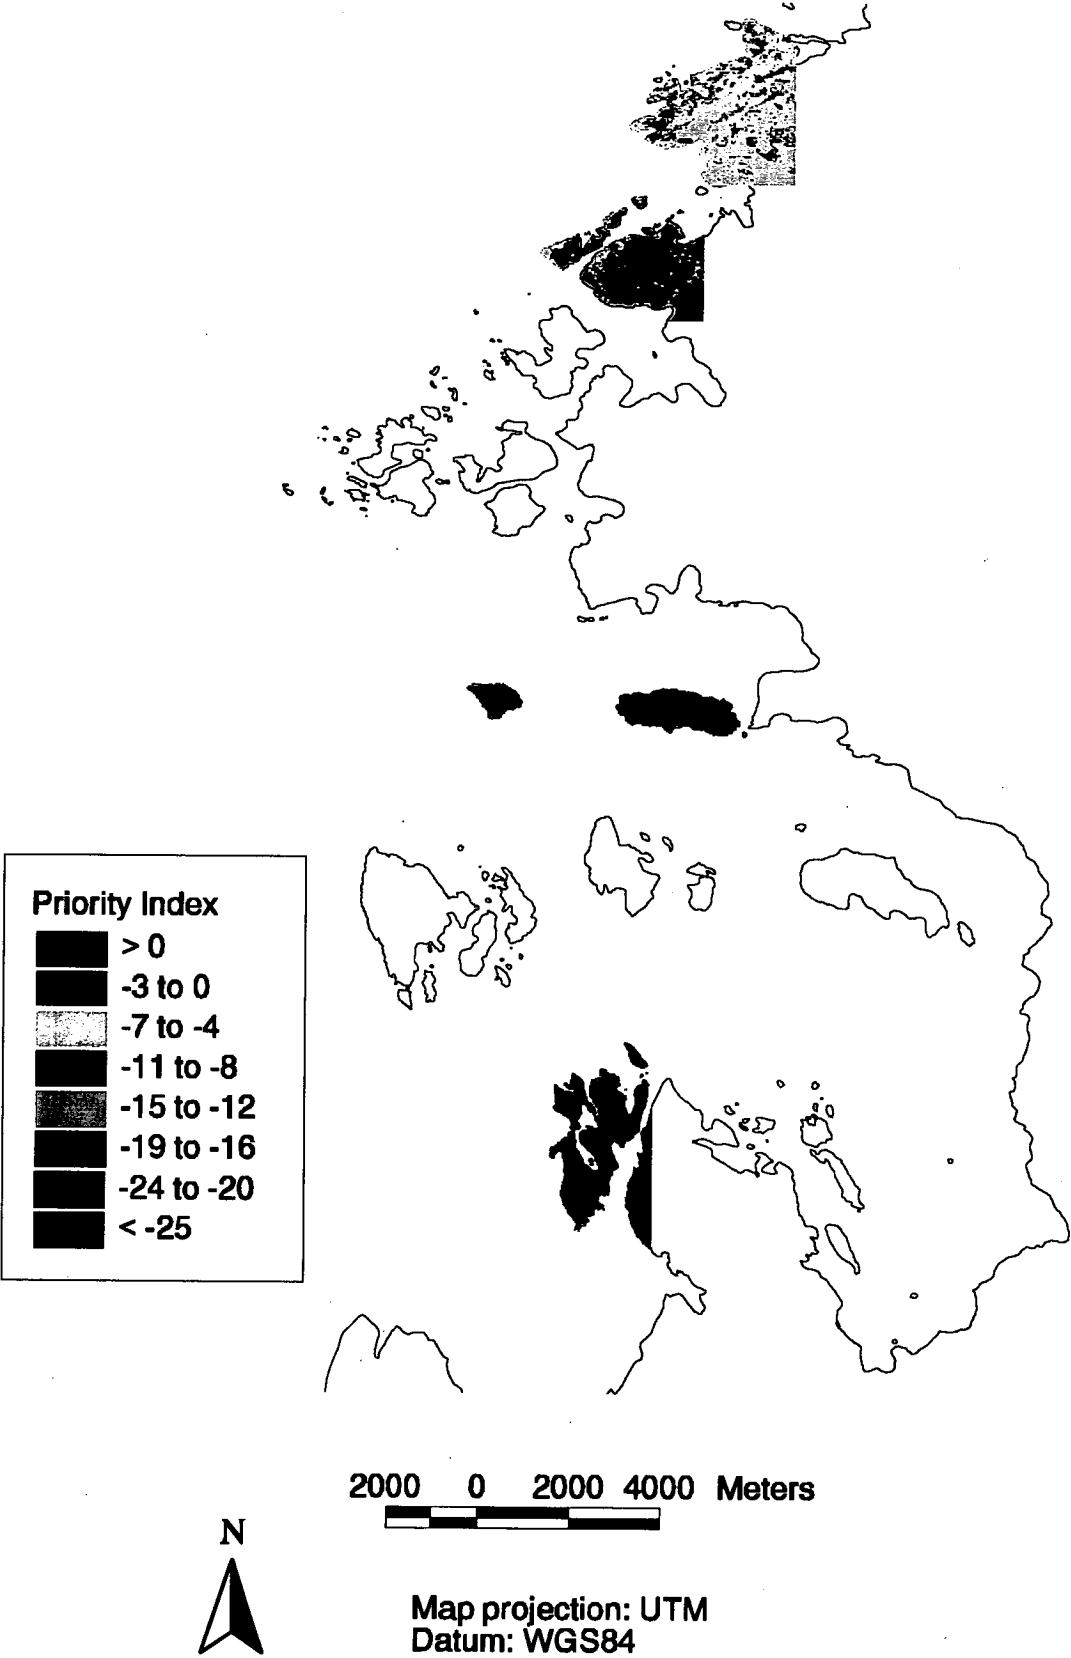 Priority Index
> 0
-3 to 0
-7 to -4
-11 to -8
-15 to -12
-19 to -16
-24 to -20
< -25
2000 0 2000 4000 Meters
N
Map projection: UTM
Datum: WGS84